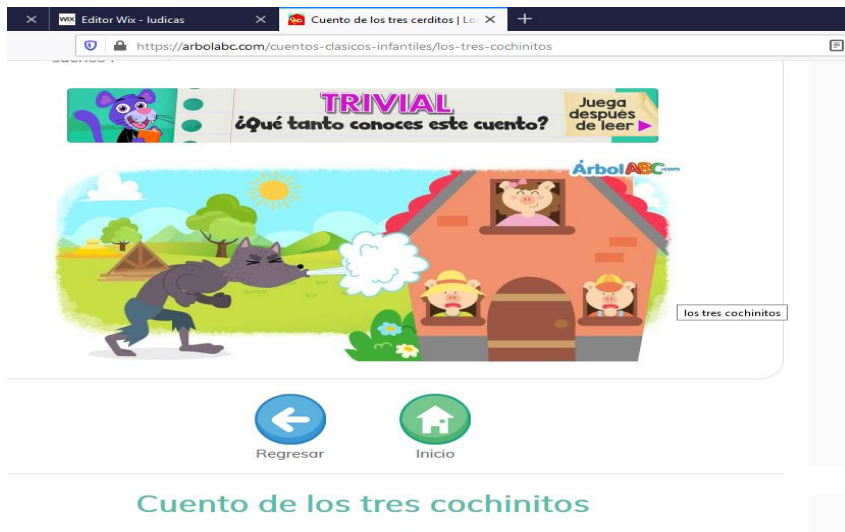 WIX Editor Wix - ludicas
Cuento de los tres cerditos | Lo
https://arbolabc.com/cuentos-clasicos-infantiles/los-tres-cochinitos
TRIVIAL
¿Qué tanto conoces este cuento?
Juega
después
de leer
ÁrbolABC.com
los tres cochinitos
Regresar
Inicio
Cuento de los tres cochinitos